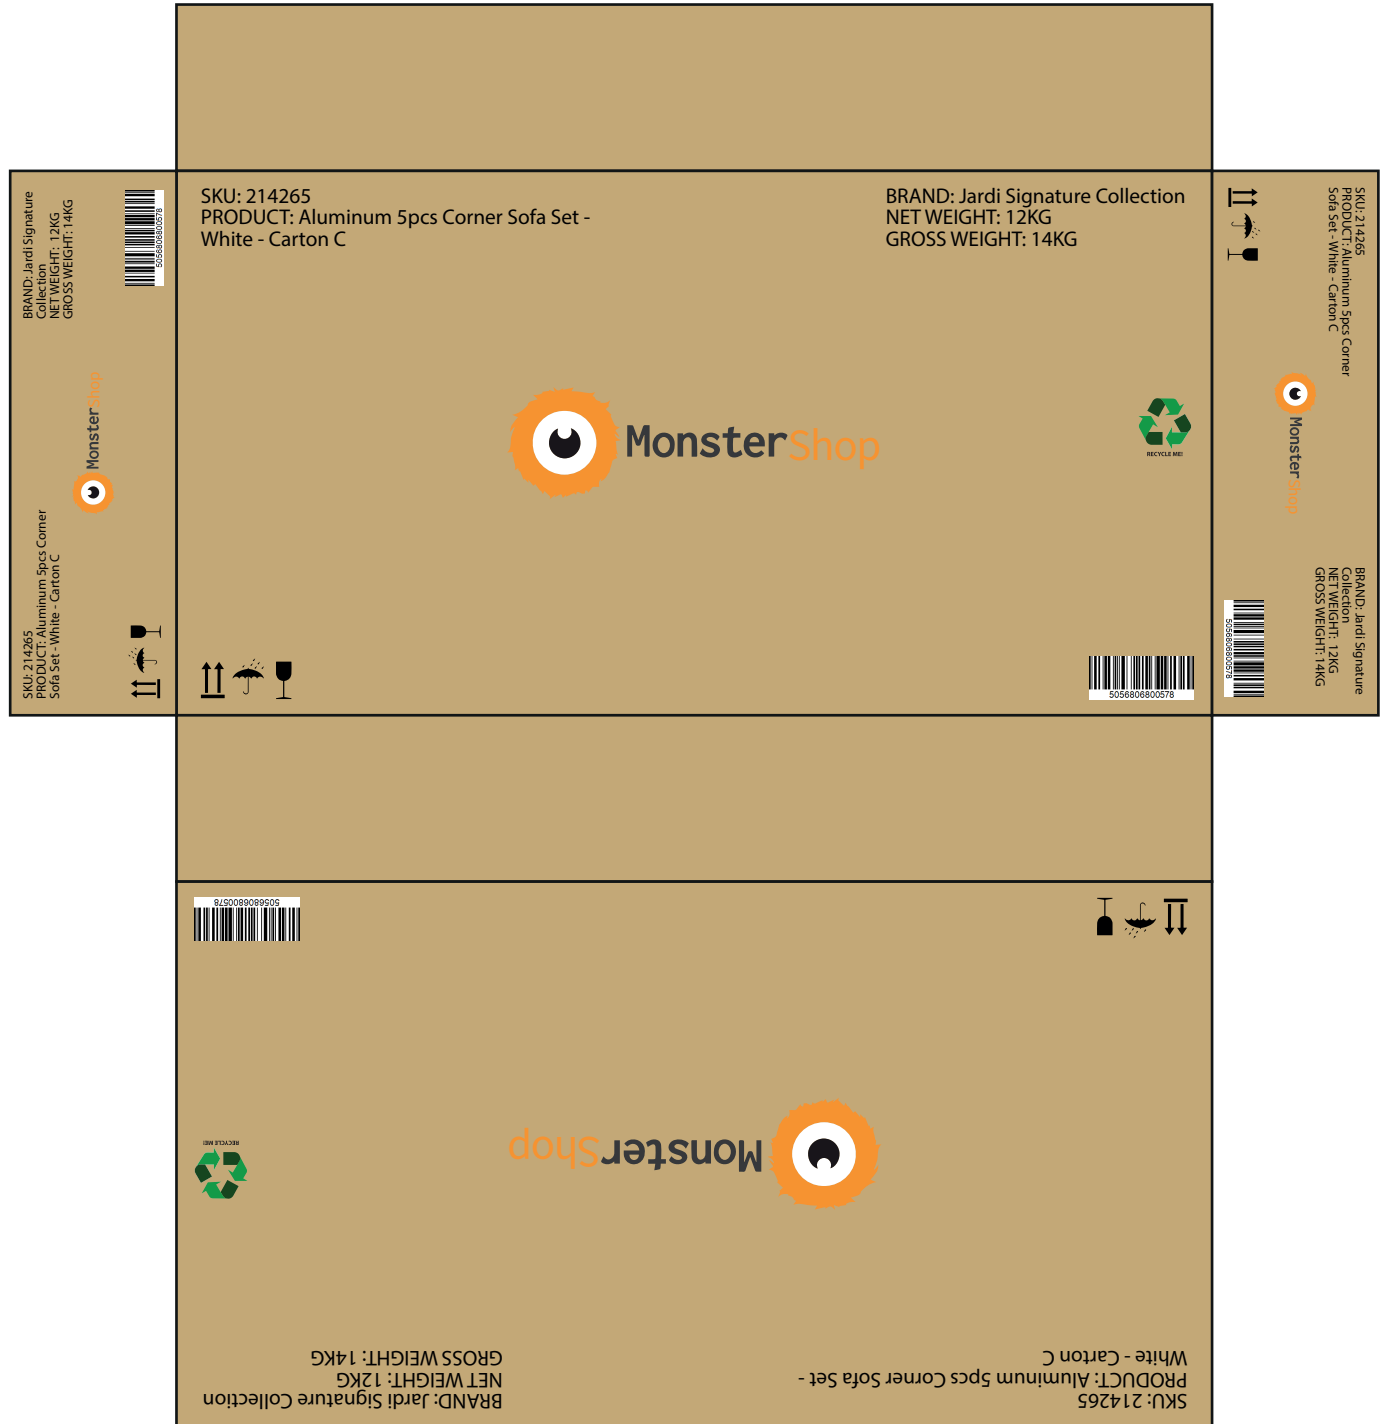 SKU: 214265
PRODUCT: Aluminum 5pcs Corner Sofa Set -
White - Carton C
BRAND: Jardi Signature Collection
NET WEIGHT: 12KG
GROSS WEIGHT: 14KG
MonsterShop
RECYCLE ME!
5056806800578
BRAND: Jardi Signature
Collection
NET WEIGHT: 12KG
GROSS WEIGHT: 14KG
5056806800578
MonsterShop
SKU: 214265
PRODUCT: Aluminum 5pcs Corner
Sofa Set - White - Carton C
SKU: 214265
PRODUCT: Aluminum 5pcs Corner
Sofa Set - White - Carton C
MonsterShop
BRAND: Jardi Signature
Collection
NET WEIGHT: 12KG
GROSS WEIGHT: 14KG
5056806800578
SKU: 214265
PRODUCT: Aluminum 5pcs Corner Sofa Set -
White - Carton C
BRAND: Jardi Signature Collection
NET WEIGHT: 12KG
GROSS WEIGHT: 14KG
MonsterShop
RECYCLE ME!
5056806800578